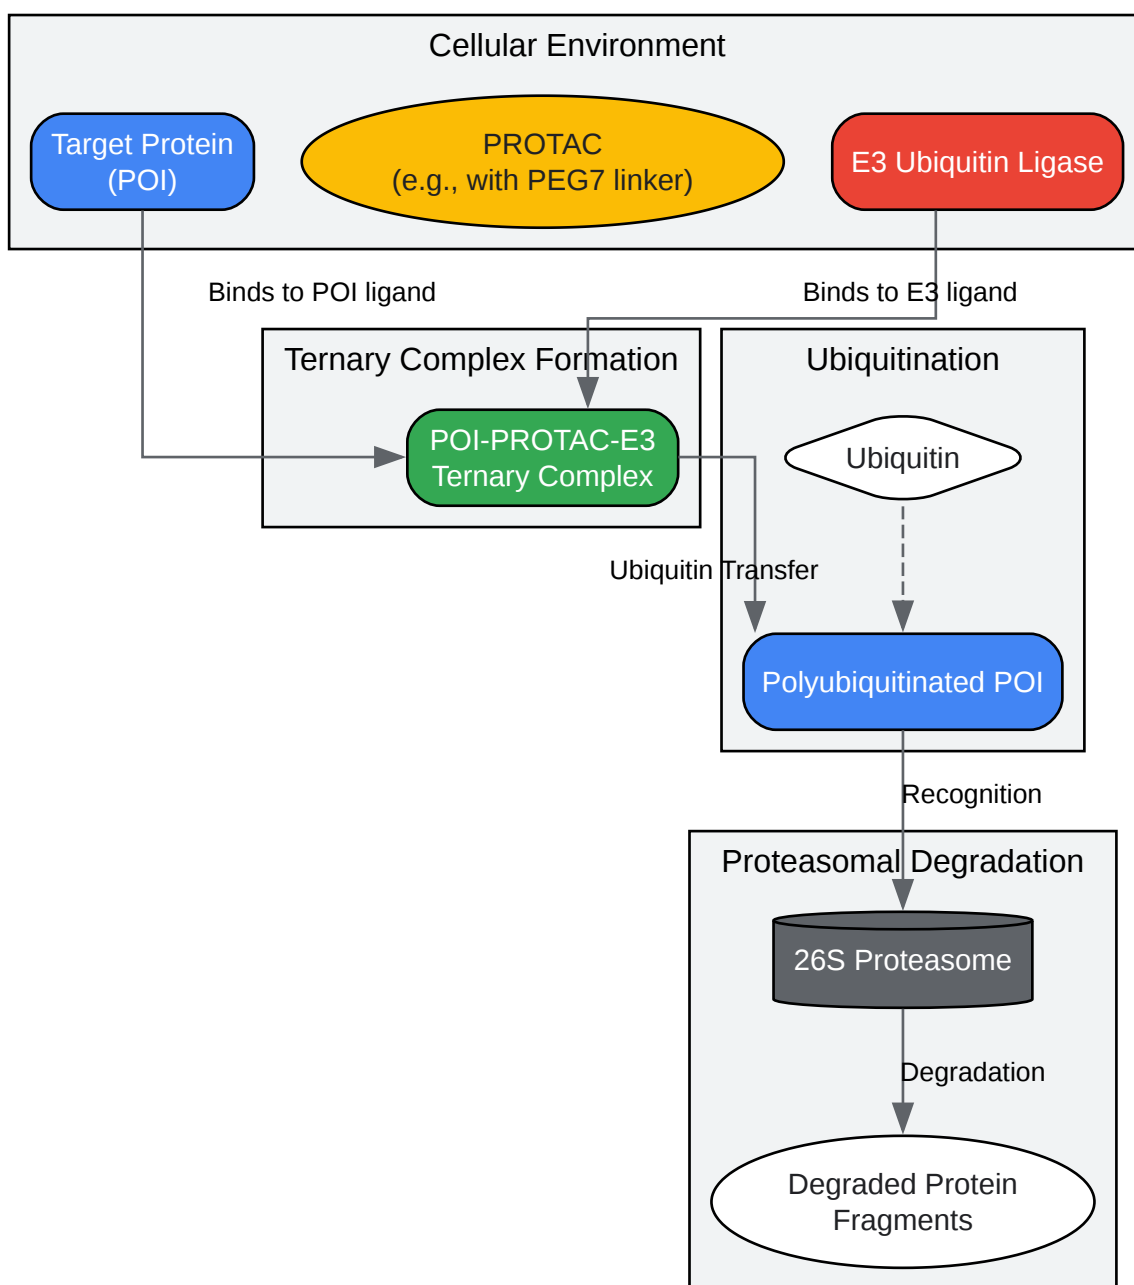 Cellular Environment
Target Protein
(POI)
PROTAC
(e.g., with PEG7 linker)
E3 Ubiquitin Ligase
Binds to POI ligand
Binds to E3 ligand
Ternary Complex Formation
Ubiquitination
POI-PROTAC-E3
Ternary Complex
Ubiquitin
Ubiquitin Transfer
Polyubiquitinated POI
Recognition
Proteasomal Degradation
26S Proteasome
Degradation
Degraded Protein
Fragments